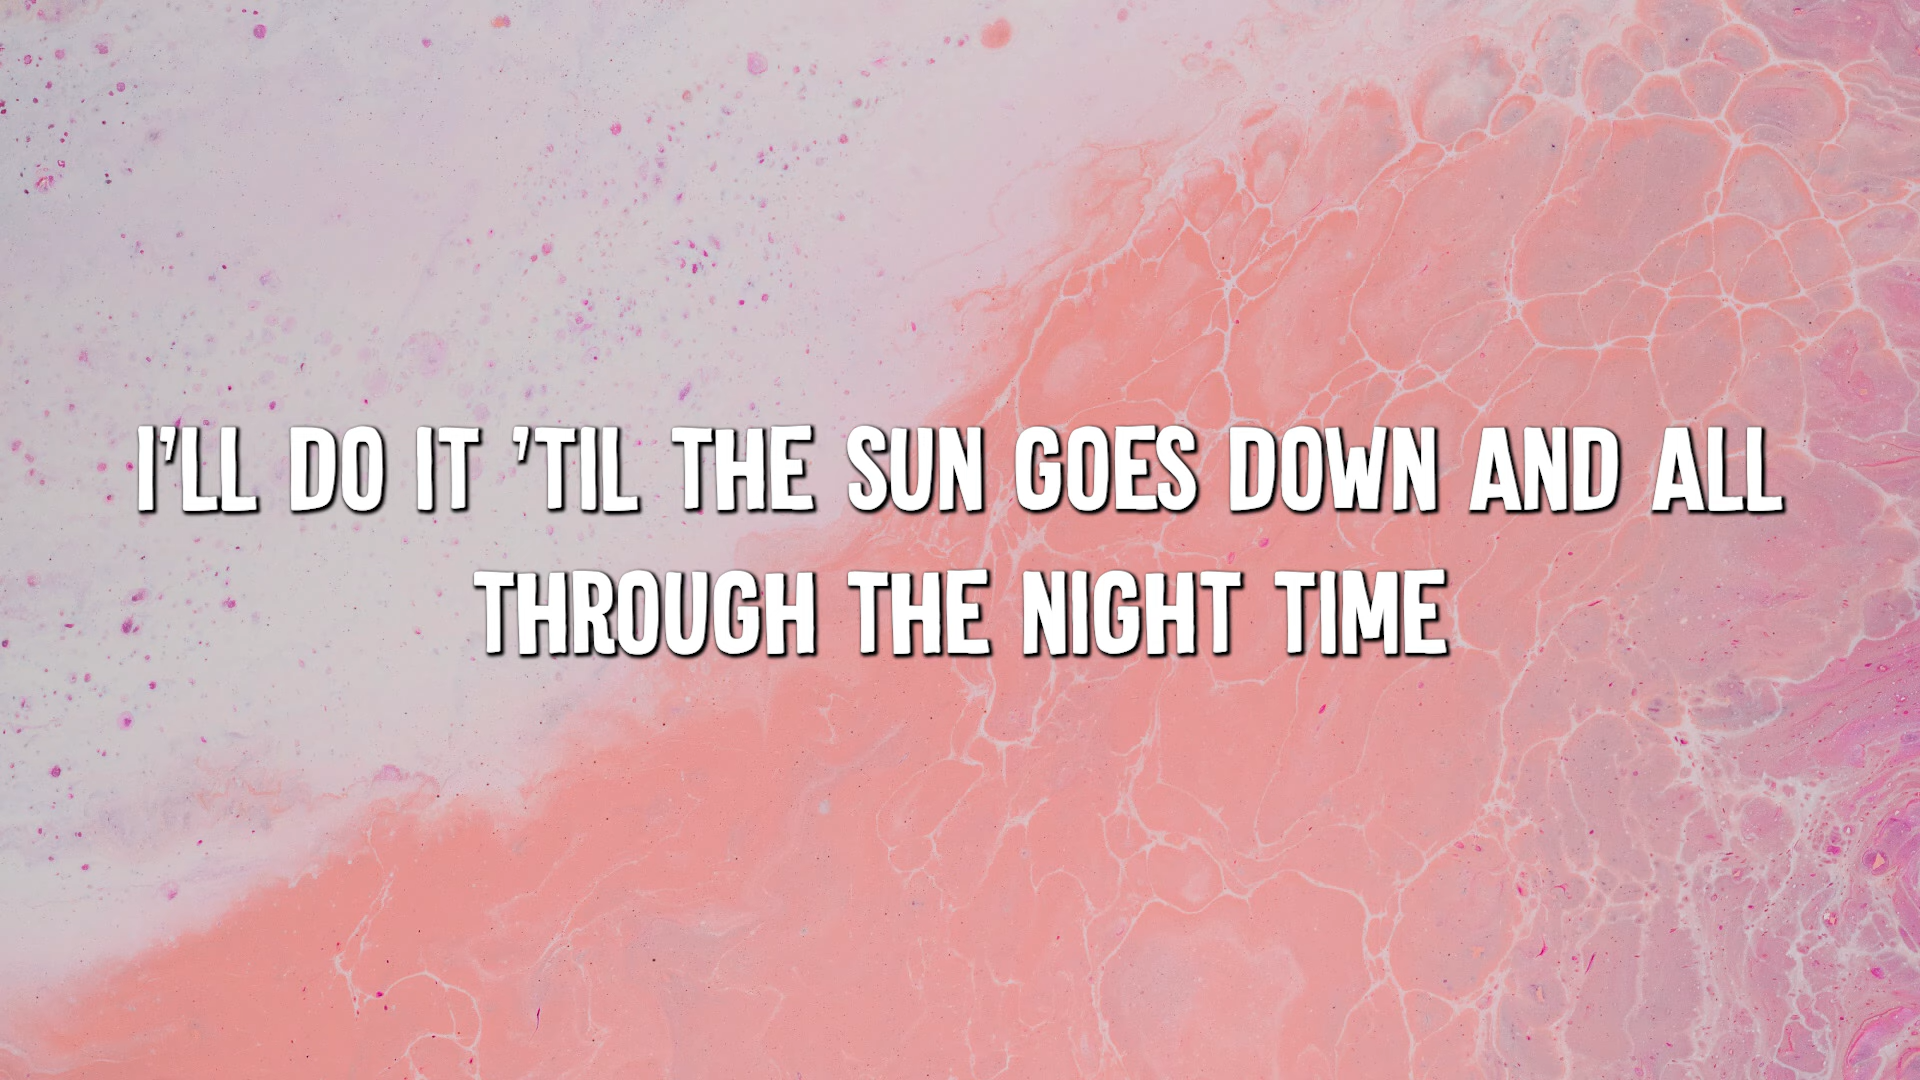 I'LL DO IT 'TIL THE SUN GOES DOWN AND ALL
THROUGH THE NIGHT TIME